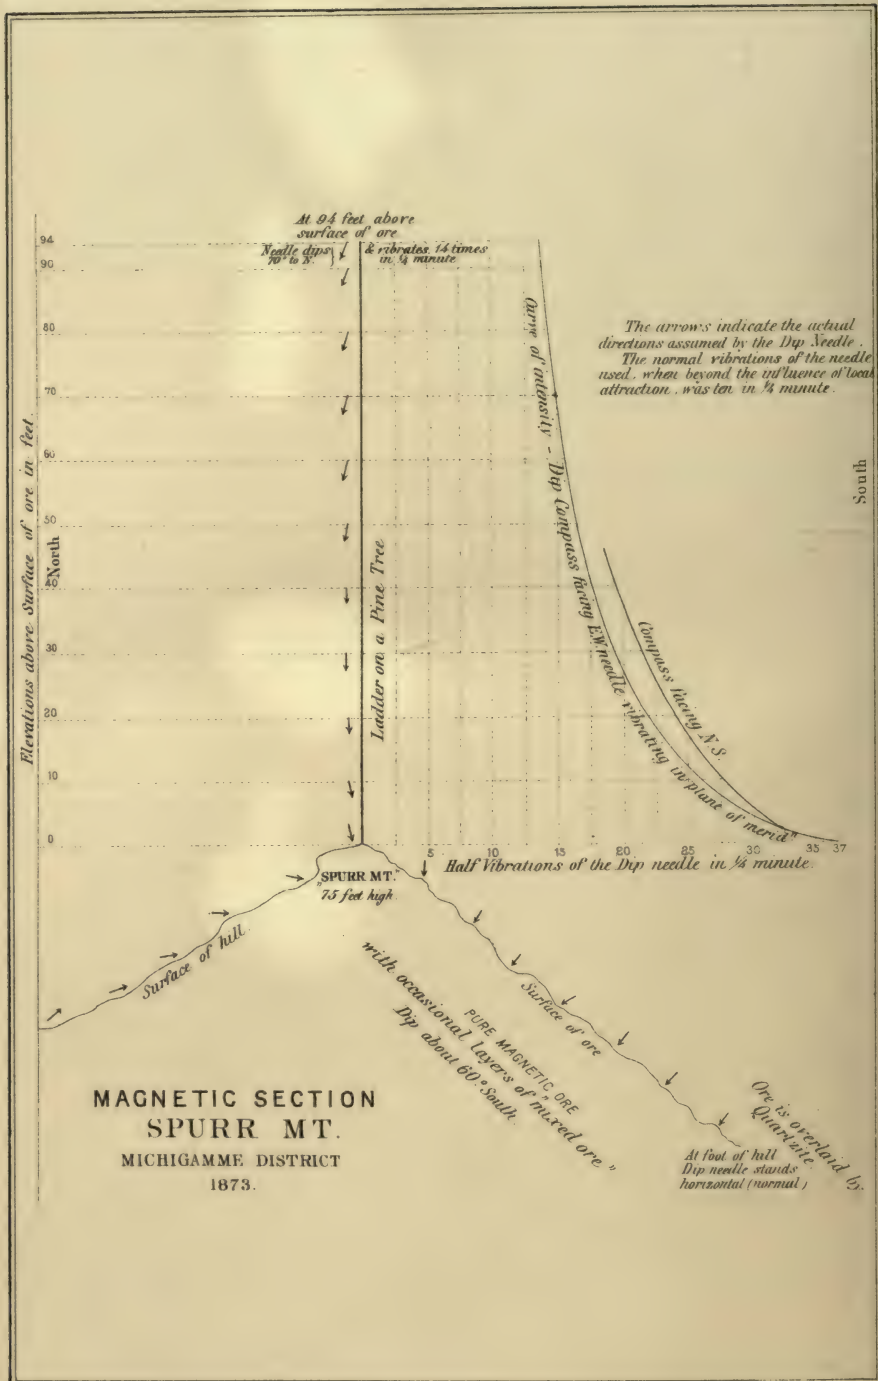 At 94 feet above
surface of ore
Needle dips
70° to N.
& vibrates 14 times
in ¼ minute
94
90
80
70
60
50
40
30
20
10
0
Elevations above Surface of ore in feet.
North
Ladder on a Pine Tree
Curve of intensity - Dip Compass facing E.W. needle vibrating in plane of merid"
Compass facing N.S.
The arrows indicate the actual
directions assumed by the Dip Needle.
The normal vibrations of the needle
used, when beyond the influence of local
attraction, was ten in ¼ minute.
South
5 10 15 20 25 30 35 37
Half Vibrations of the Dip needle in ¼ minute.
"SPURR MT."
75 feet high
Surface of hill
Surface of ore
PURE MAGNETIC ORE
with occasional layers of "mixed ore"
Dip about 60° South.
Ore is overlaid by
Quartzite.
At foot of hill
Dip needle stands
horizontal (normal)
MAGNETIC SECTION
SPURR MT.
MICHIGAMME DISTRICT
1873.